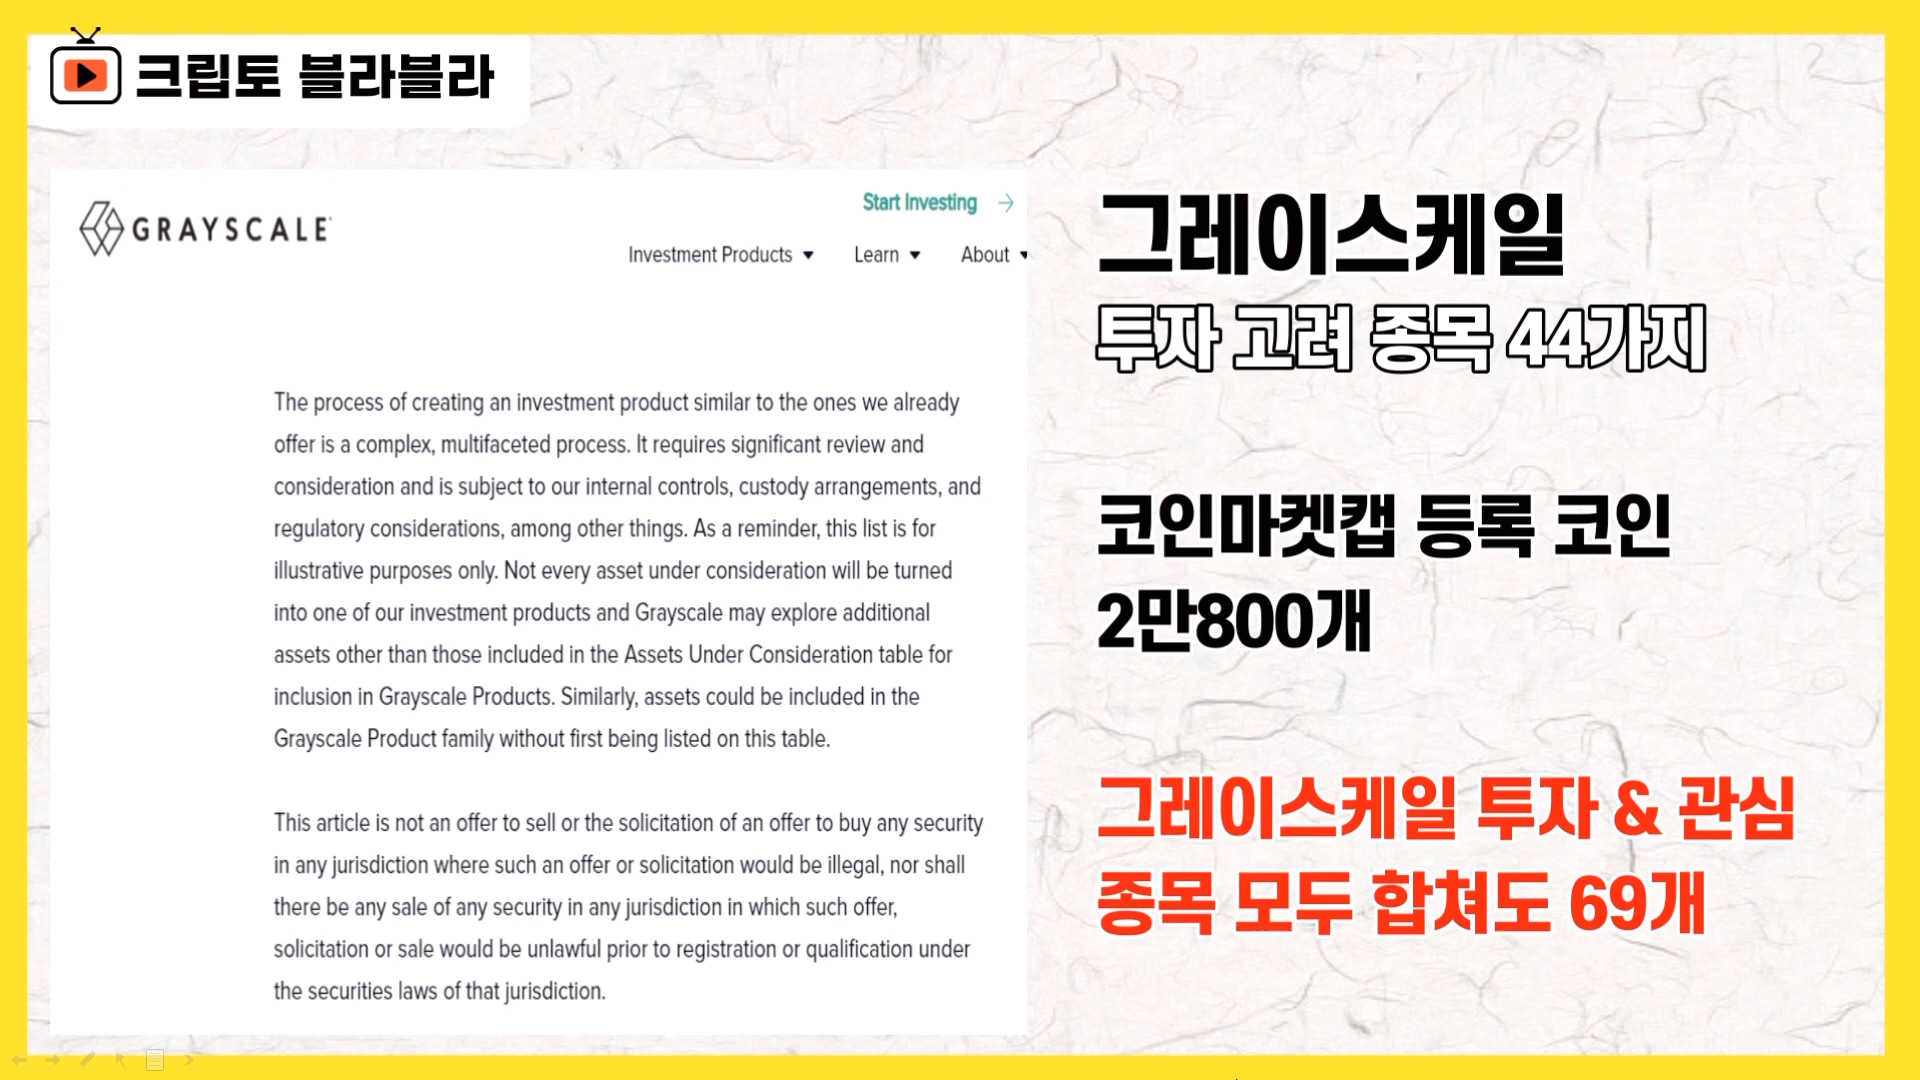 크립토 블라블라
GRAYSCALE
Start Investing
Investment Products
Learn
About
The process of creating an investment product similar to the ones we already
offer is a complex, multifaceted process. It requires significant review and
consideration and is subject to our internal controls, custody arrangements, and
regulatory considerations, among other things. As a reminder, this list is for
illustrative purposes only. Not every asset under consideration will be turned
into one of our investment products and Grayscale may explore additional
assets other than those included in the Assets Under Consideration table for
inclusion in Grayscale Products. Similarly, assets could be included in the
Grayscale Product family without first being listed on this table.
This article is not an offer to sell or the solicitation of an offer to buy any security
in any jurisdiction where such an offer or solicitation would be illegal, nor shall
there be any sale of any security in any jurisdiction in which such offer,
solicitation or sale would be unlawful prior to registration or qualification under
the securities laws of that jurisdiction.
그레이스케일
투자 고려 종목 44가지
코인마켓캡 등록 코인
2만800개
그레이스케일 투자 & 관심
종목 모두 합쳐도 69개